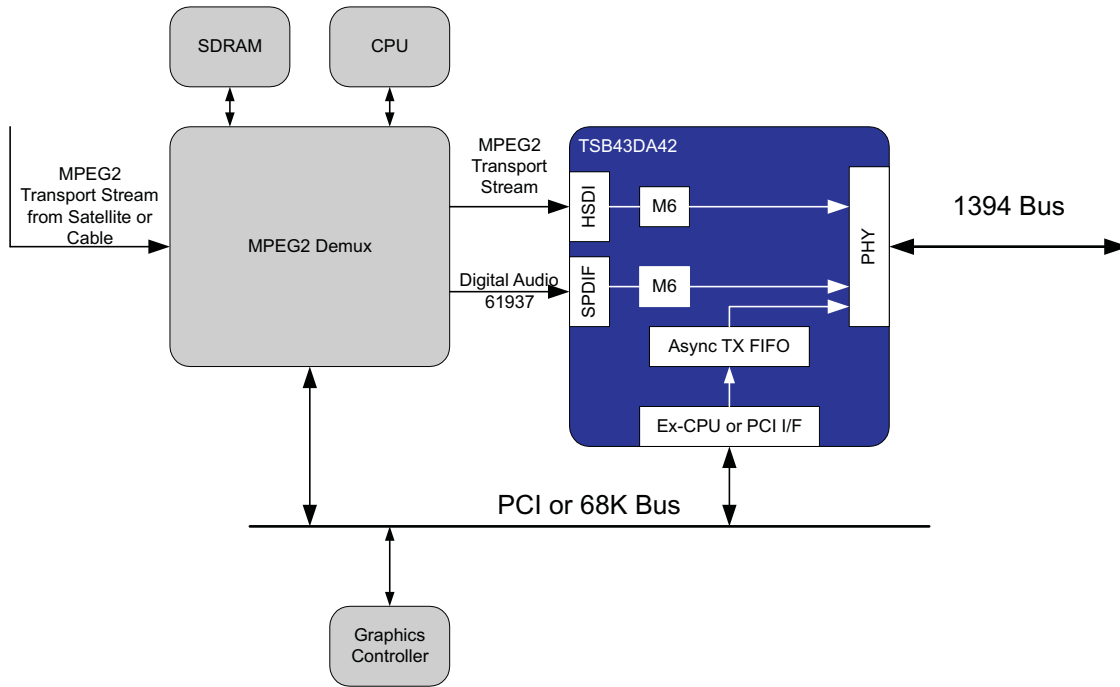 SDRAM
CPU
MPEG2
Transport Stream
from Satellite or
Cable
MPEG2 Demux
MPEG2
Transport
Stream
Digital Audio
61937
TSB43DA42
HSDI
M6
SPDIF
M6
PHY
Async TX FIFO
Ex-CPU or PCI I/F
1394 Bus
PCI or 68K Bus
Graphics
Controller